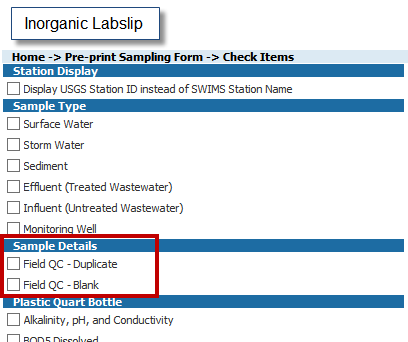 Inorganic Labslip
Home -> Pre-print Sampling Form -> Check Items
Station Display
Display USGS Station ID instead of SWIMS Station Name
Sample Type
Surface Water
Storm Water
Sediment
Effluent (Treated Wastewater)
Influent (Untreated Wastewater)
Monitoring Well
Sample Details
Field QC - Duplicate
Field QC - Blank
Plastic Quart Bottle
Alkalinity, pH, and Conductivity
BOD5 Dissolved